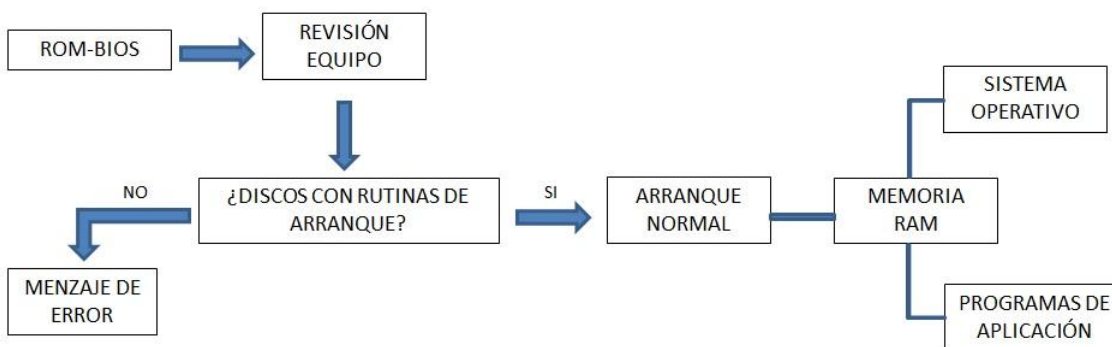 ROM-BIOS
REVISIÓN
EQUIPO
NO
¿DISCOS CON RUTINAS DE
ARRANQUE?
SI
ARRANQUE
NORMAL
MEMORIA
RAM
SISTEMA
OPERATIVO
MENZAJE DE
ERROR
PROGRAMAS DE
APLICACIÓN